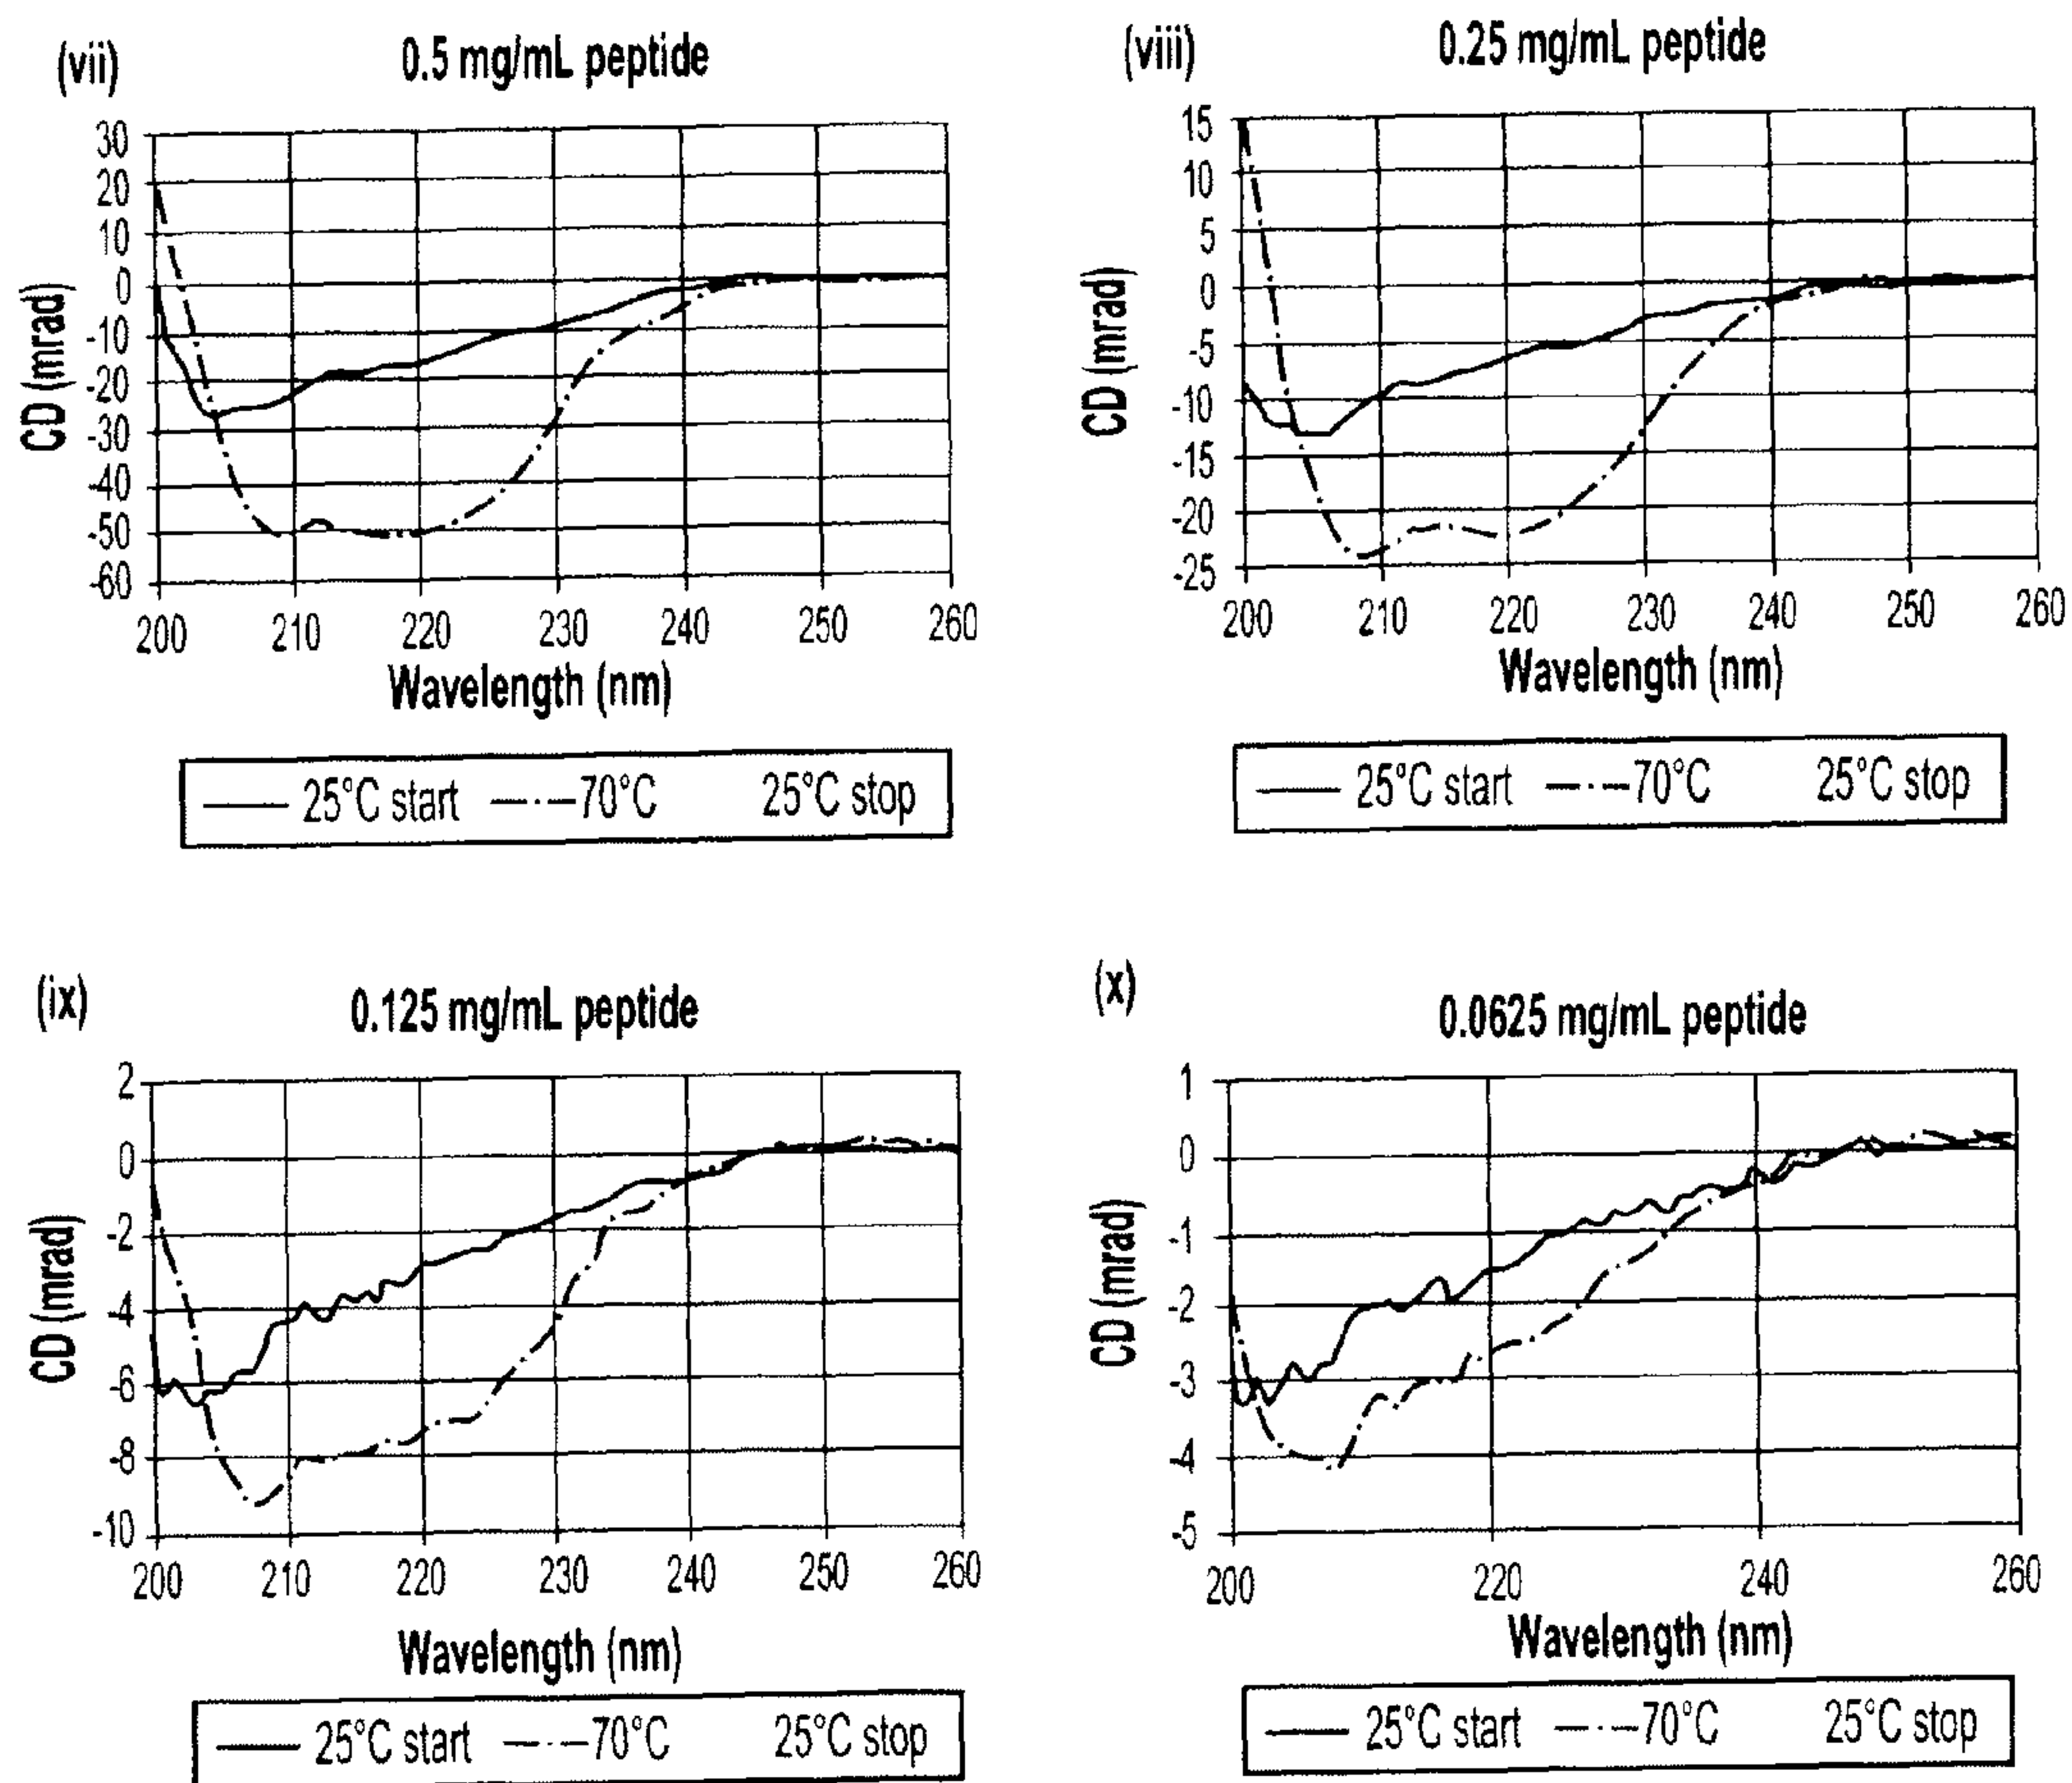 (vii) 0.5 mg/mL peptide
CD (mrad)
30
20
10
0
-10
-20
-30
-40
-50
-60
200 210 220 230 240 250 260
Wavelength (nm)
25°C start 70°C 25°C stop
(viii) 0.25 mg/mL peptide
CD (mrad)
15
10
5
0
-5
-10
-15
-20
-25
200 210 220 230 240 250 260
Wavelength (nm)
25°C start 70°C 25°C stop
(ix) 0.125 mg/mL peptide
CD (mrad)
2
0
-2
-4
-6
-8
-10
200 210 220 230 240 250 260
Wavelength (nm)
25°C start 70°C 25°C stop
(x) 0.0625 mg/mL peptide
CD (mrad)
1
0
-1
-2
-3
-4
-5
200 220 240 260
Wavelength (nm)
25°C start 70°C 25°C stop